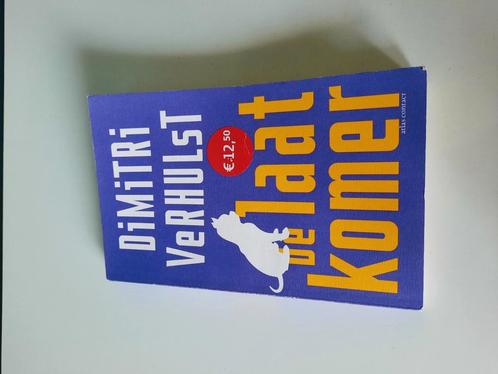 DiMiTRi
VeRHULST
€ 12,50
De laat
komer
atlas contact